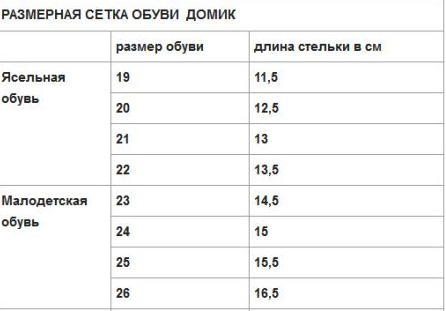 РАЗМЕРНАЯ СЕТКА ОБУВИ ДОМИК
размер обуви длина стельки в см
Ясельная обувь 19 11,5
20 12,5
21 13
22 13,5
Малодетская обувь 23 14,5
24 15
25 15,5
26 16,5